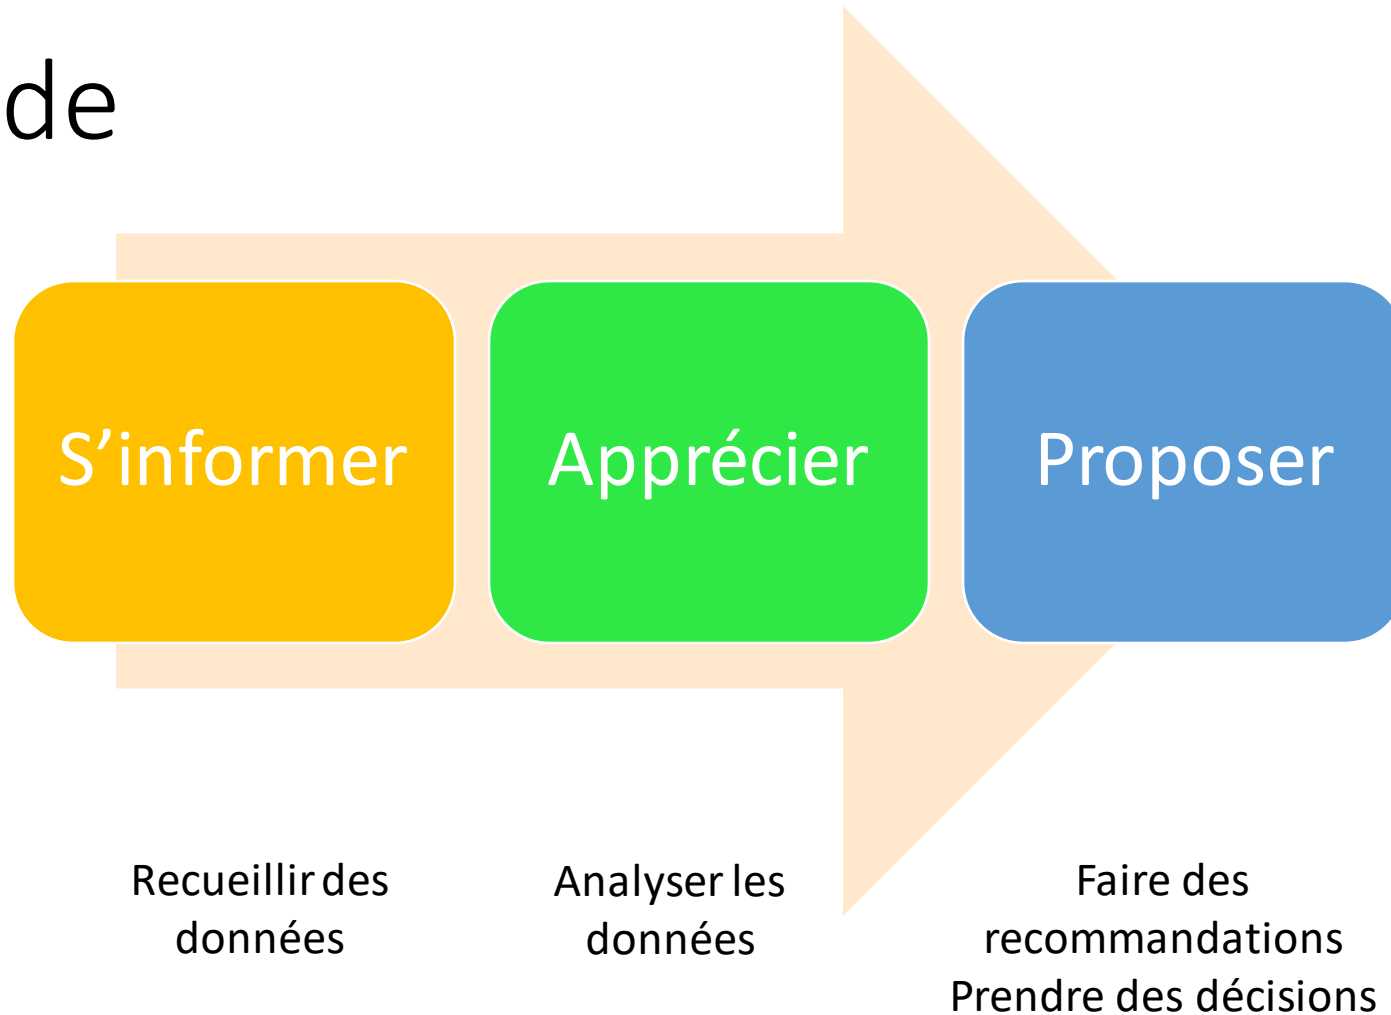 de
S’informer
Apprécier
Proposer
Recueillir des
données
Analyser les
données
Faire des
recommandations
Prendre des décisions